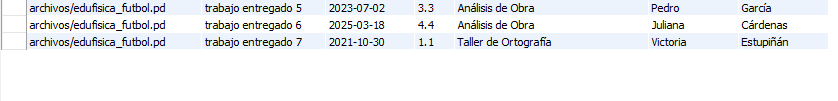 archivos/edufisica_futbol.pd trabajo entregado 5 2023-07-02 3.3 Análisis de Obra Pedro García
archivos/edufisica_futbol.pd trabajo entregado 6 2025-03-18 4.4 Análisis de Obra Juliana Cárdenas
archivos/edufisica_futbol.pd trabajo entregado 7 2021-10-30 1.1 Taller de Ortografía Victoria Estupiñán